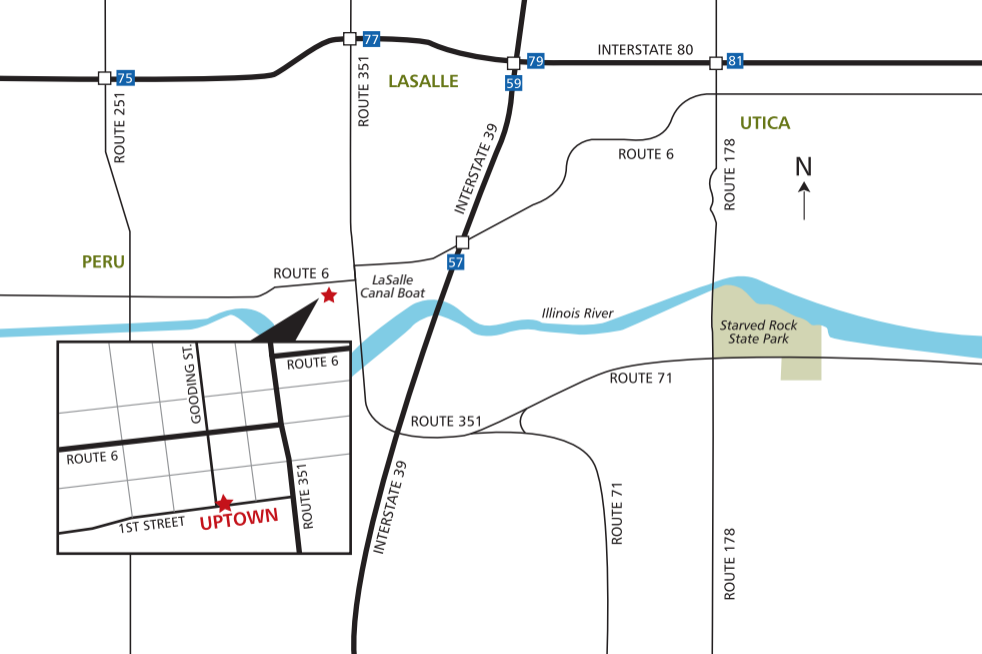 77
INTERSTATE 80
79
81
75
LASALLE
59
ROUTE 351
ROUTE 251
UTICA
ROUTE 6
INTERSTATE 39
ROUTE 178
N
PERU
57
ROUTE 6
LaSalle
Canal Boat
Illinois River
Starved Rock
State Park
ROUTE 6
GOODING ST.
ROUTE 71
ROUTE 351
ROUTE 6
ROUTE 351
INTERSTATE 39
ROUTE 71
1ST STREET
UPTOWN
ROUTE 178